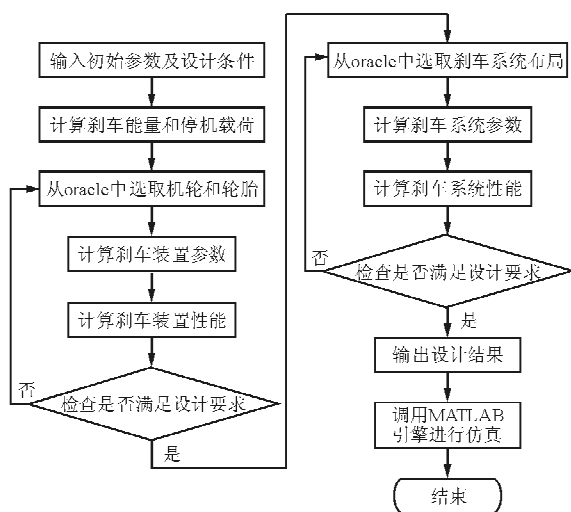 输入初始参数及设计条件
计算刹车能量和停机载荷
从oracle中选取机轮和轮胎
计算刹车装置参数
计算刹车装置性能
否
检查是否满足设计要求
是
从oracle中选取刹车系统布局
计算刹车系统参数
计算刹车系统性能
否
检查是否满足设计要求
是
输出设计结果
调用MATLAB
引擎进行仿真
结束